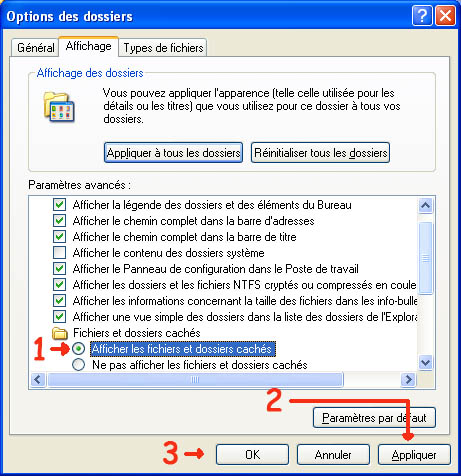 Options des dossiers
Général Affichage Types de fichiers
Affichage des dossiers
Vous pouvez appliquer l'apparence (telle celle utilisée pour les
détails ou les titres) que vous utilisez pour ce dossier à tous vos
dossiers.
Appliquer à tous les dossiers Réinitialiser tous les dossiers
Paramètres avancés :
Afficher la légende des dossiers et des éléments du Bureau
Afficher le chemin complet dans la barre d'adresses
Afficher le chemin complet dans la barre de titre
Afficher le contenu des dossiers système
Afficher le Panneau de configuration dans le Poste de travail
Afficher les dossiers et les fichiers NTFS cryptés ou compressés en coule
Afficher les informations concernant la taille des fichiers dans les info-bulle
Afficher une vue simple des dossiers dans la liste des dossiers de l'Explora
Fichiers et dossiers cachés
1 Afficher les fichiers et dossiers cachés
Ne pas afficher les fichiers et dossiers cachés
2
Paramètres par défaut
3 OK Annuler Appliquer